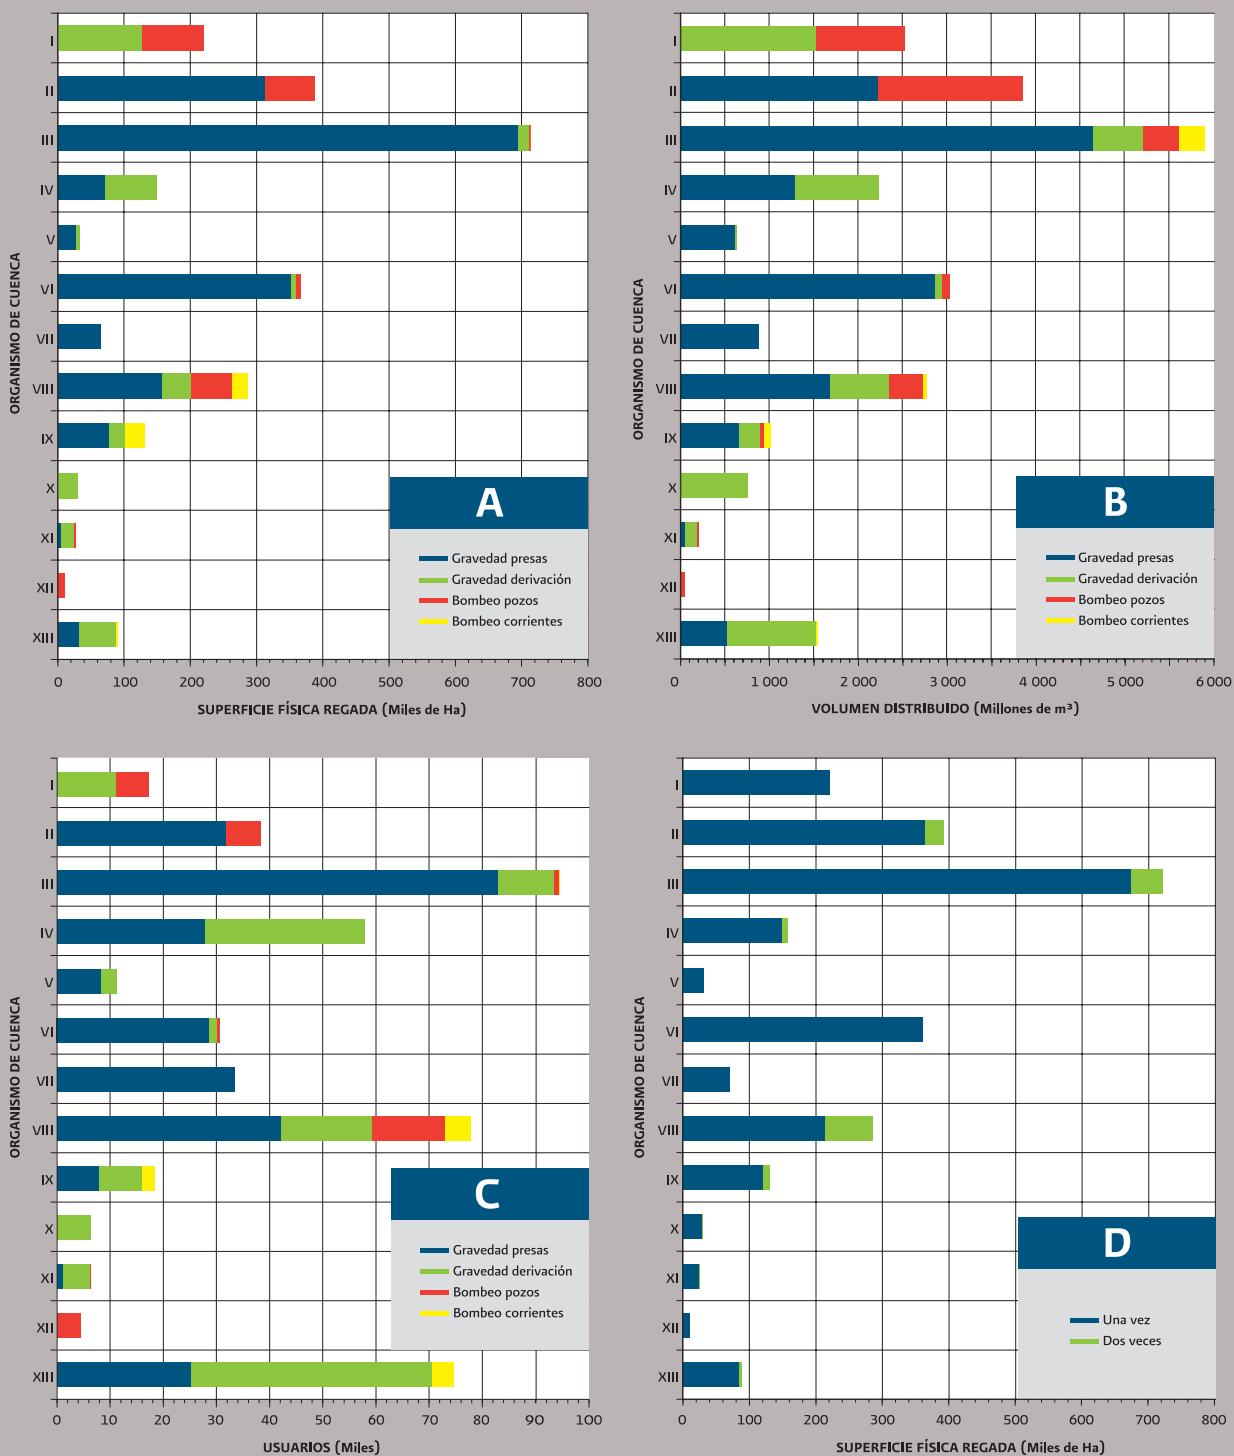 ORGANISMO DE CUENCA
I
II
III
IV
V
VI
VII
VIII
IX
X
XI
XII
XIII
A
Gravedad presas
Gravedad derivación
Bombeo pozos
Bombeo corrientes
0 100 200 300 400 500 600 700 800
SUPERFICIE FÍSICA REGADA (Miles de Ha)
ORGANISMO DE CUENCA
I
II
III
IV
V
VI
VII
VIII
IX
X
XI
XII
XIII
B
Gravedad presas
Gravedad derivación
Bombeo pozos
Bombeo corrientes
0 1 000 2 000 3 000 4 000 5 000 6 000
VOLUMEN DISTRIBUIDO (Millones de m³)
ORGANISMO DE CUENCA
I
II
III
IV
V
VI
VII
VIII
IX
X
XI
XII
XIII
C
Gravedad presas
Gravedad derivación
Bombeo pozos
Bombeo corrientes
0 10 20 30 40 50 60 70 80 90 100
USUARIOS (Miles)
ORGANISMO DE CUENCA
I
II
III
IV
V
VI
VII
VIII
IX
X
XI
XII
XIII
D
Una vez
Dos veces
0 100 200 300 400 500 600 700 800
SUPERFICIE FÍSICA REGADA (Miles de Ha)